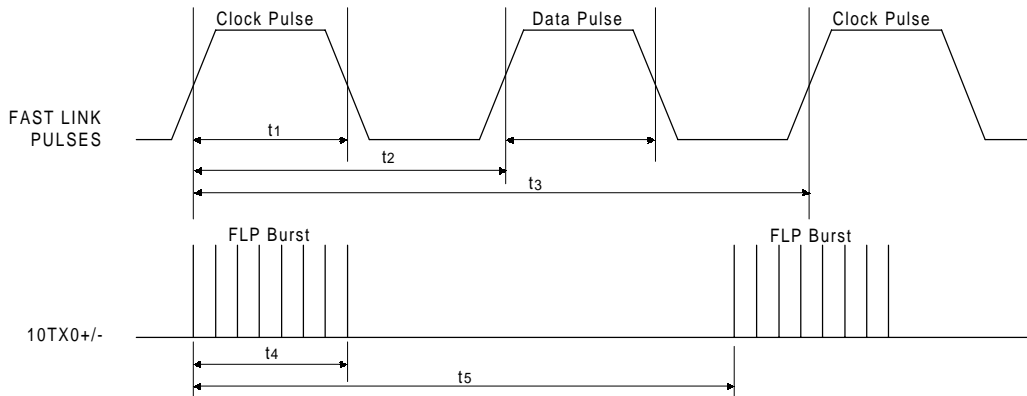 Clock Pulse
Data Pulse
Clock Pulse
FAST LINK
PULSES
t1
t2
t3
FLP Burst
FLP Burst
10TX0+/-
t4
t5